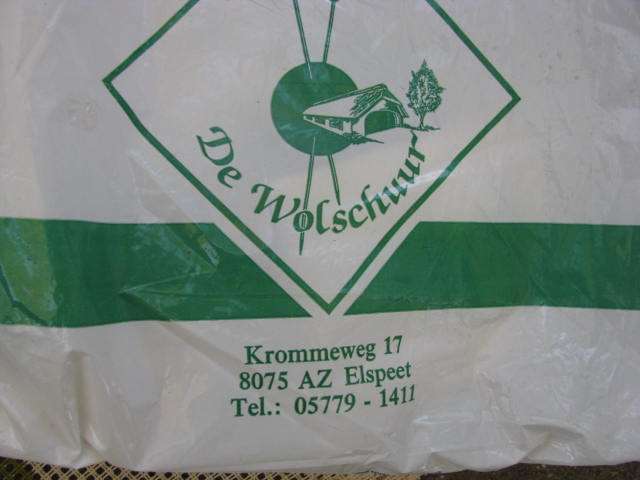 De Wolschuur
Krommeweg 17
8075 AZ Elspeet
Tel.: 05779 - 1411